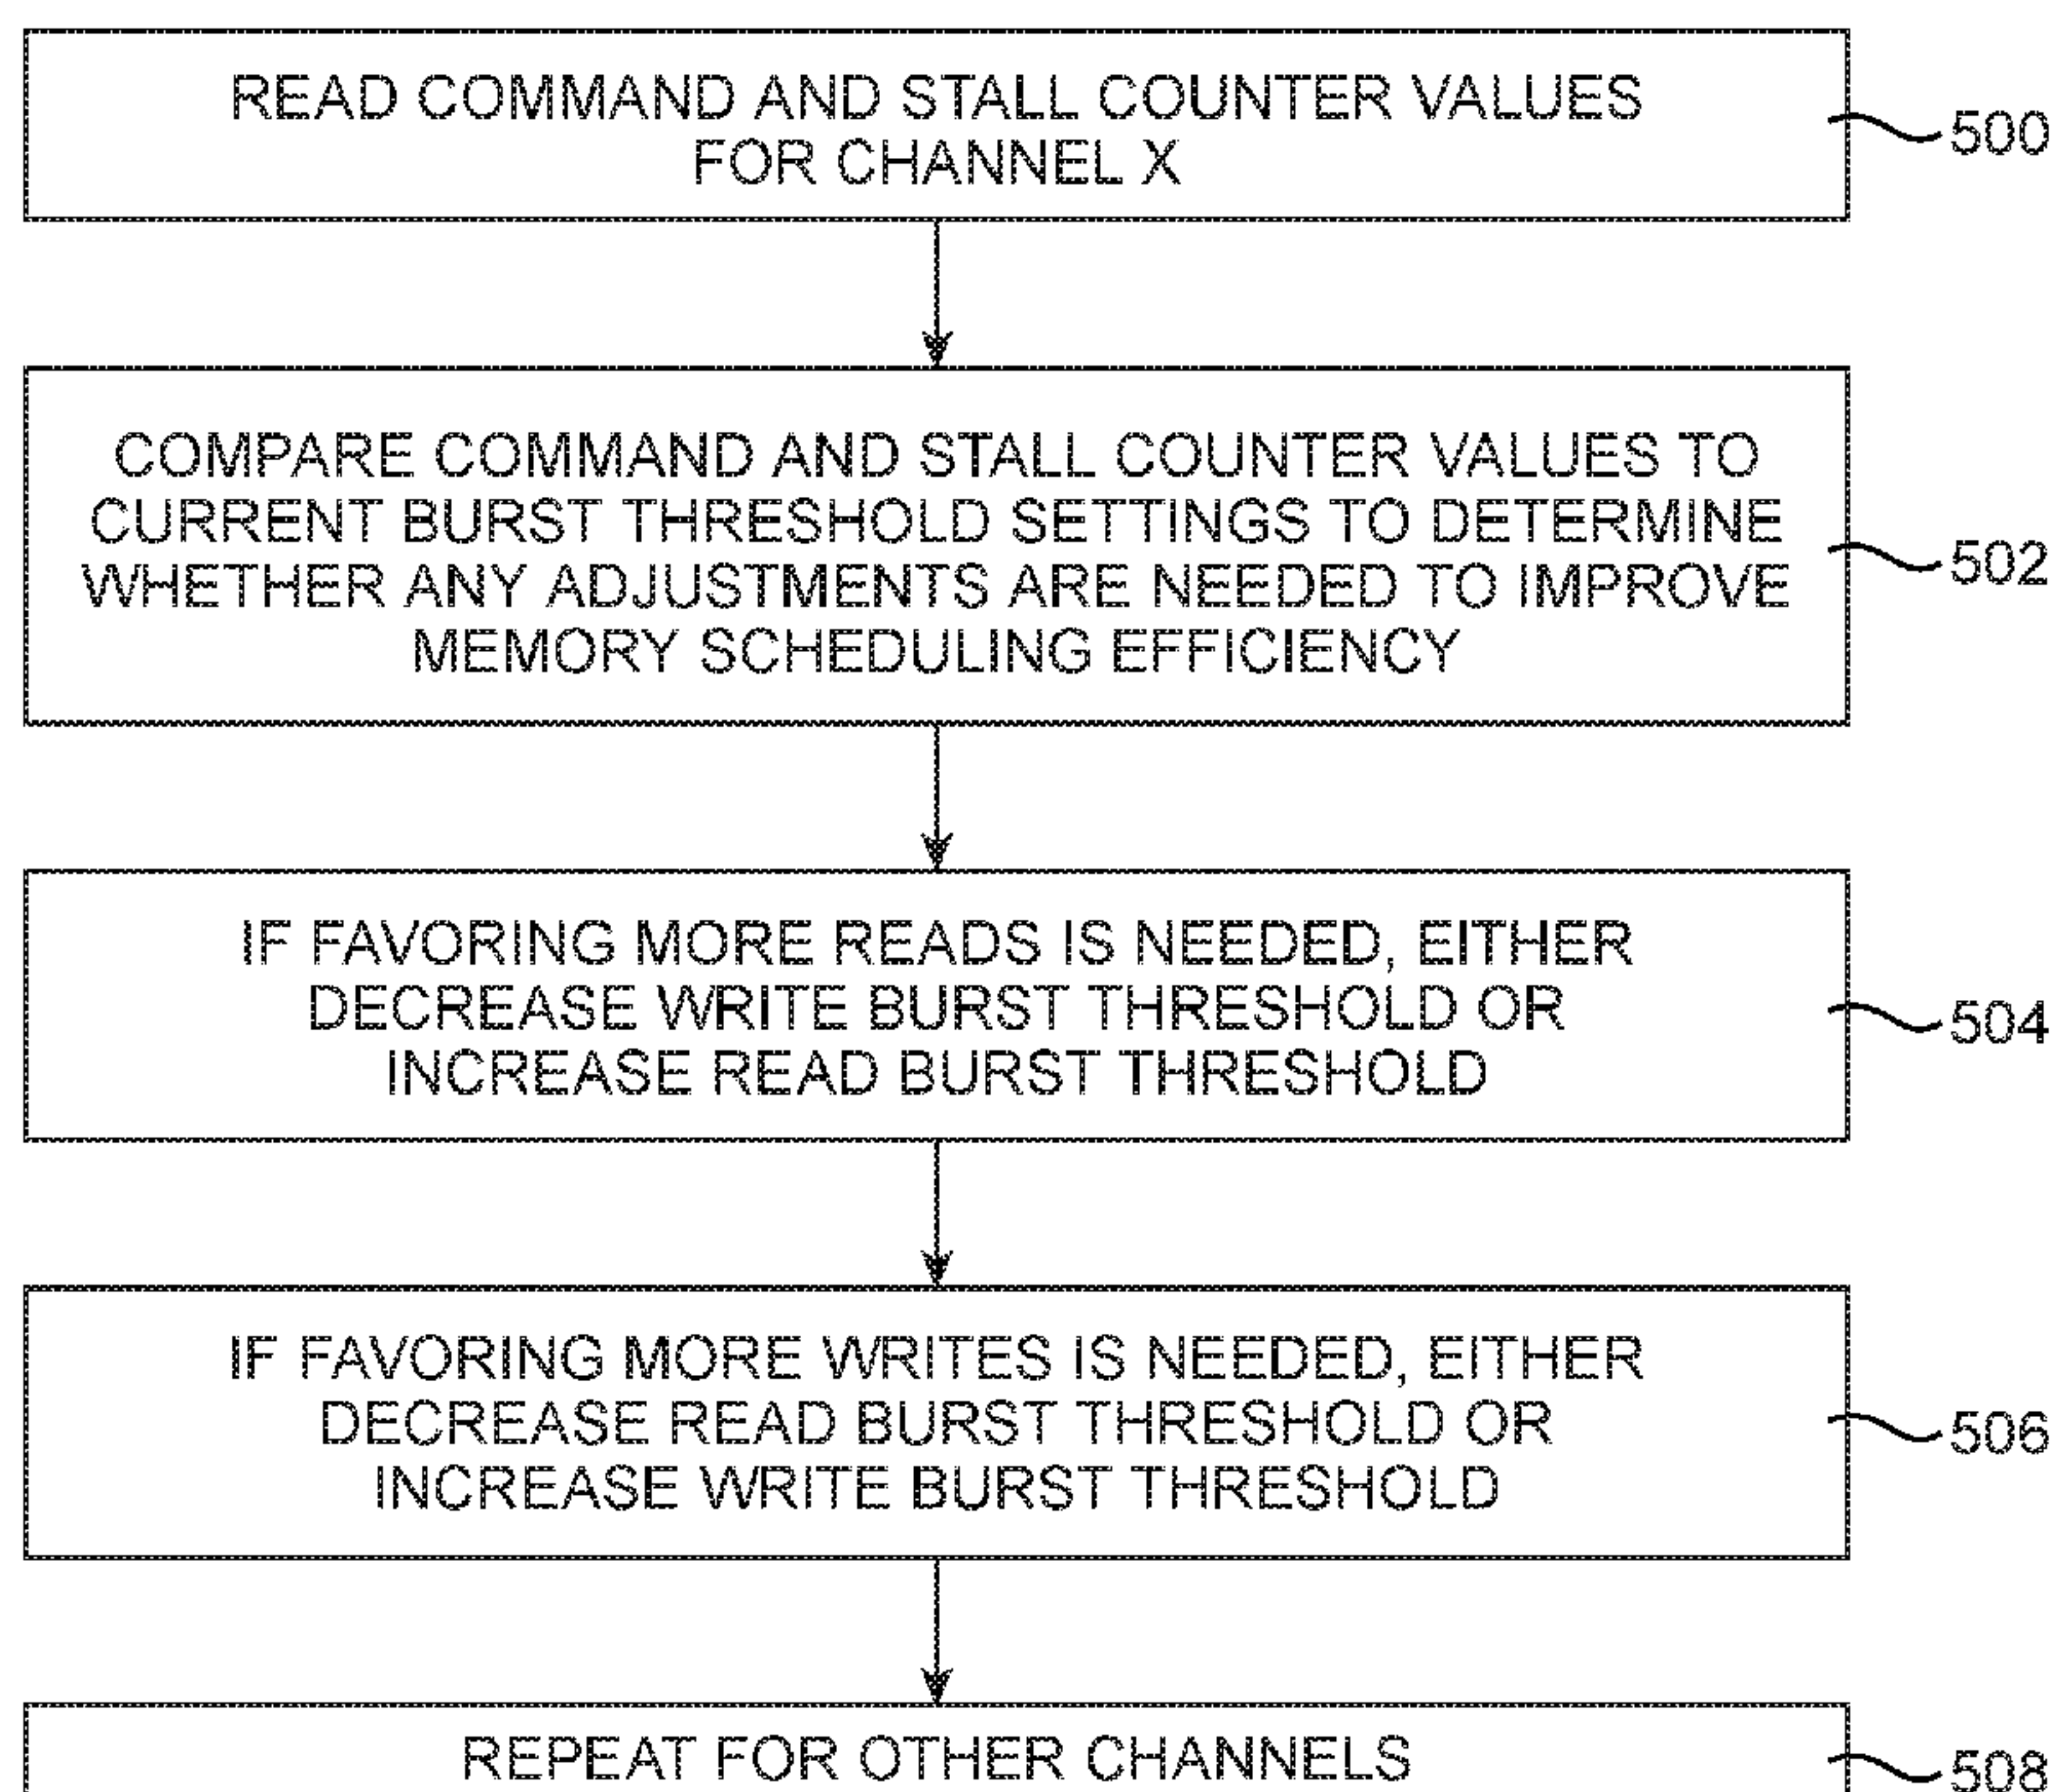 READ COMMAND AND STALL COUNTER VALUES
FOR CHANNEL X
500
COMPARE COMMAND AND STALL COUNTER VALUES TO
CURRENT BURST THRESHOLD SETTINGS TO DETERMINE
WHETHER ANY ADJUSTMENTS ARE NEEDED TO IMPROVE
MEMORY SCHEDULING EFFICIENCY
502
IF FAVORING MORE READS IS NEEDED, EITHER
DECREASE WRITE BURST THRESHOLD OR
INCREASE READ BURST THRESHOLD
504
IF FAVORING MORE WRITES IS NEEDED, EITHER
DECREASE READ BURST THRESHOLD OR
INCREASE WRITE BURST THRESHOLD
506
REPEAT FOR OTHER CHANNELS
508